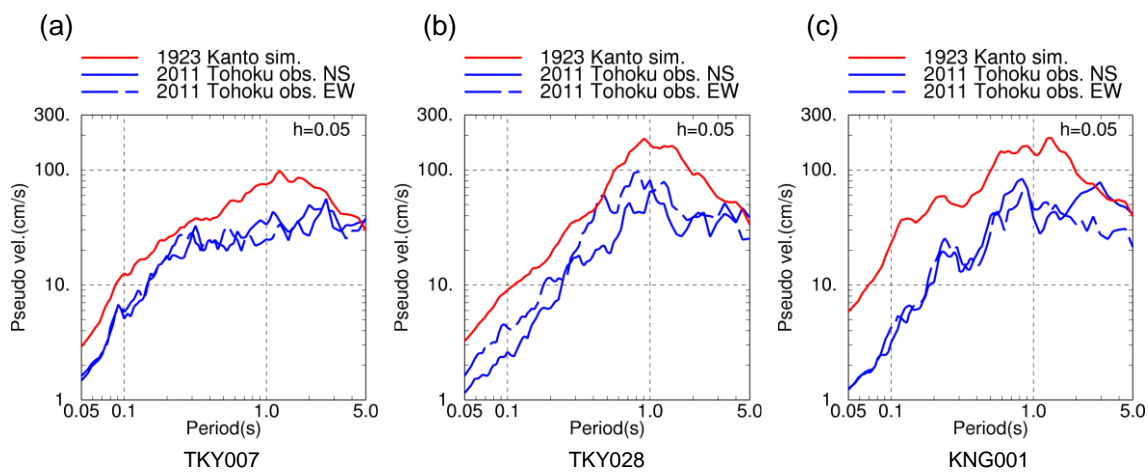 (a)
1923 Kanto sim.
2011 Tohoku obs. NS
2011 Tohoku obs. EW
300.
h=0.05
100.
10.
1.
Pseudo vel.(cm/s)
0.05 0.1 1.0 5.0
Period(s)
TKY007
(b)
1923 Kanto sim.
2011 Tohoku obs. NS
2011 Tohoku obs. EW
300.
h=0.05
100.
10.
1.
Pseudo vel.(cm/s)
0.05 0.1 1.0 5.0
Period(s)
TKY028
(c)
1923 Kanto sim.
2011 Tohoku obs. NS
2011 Tohoku obs. EW
300.
h=0.05
100.
10.
1.
Pseudo vel.(cm/s)
0.05 0.1 1.0 5.0
Period(s)
KNG001